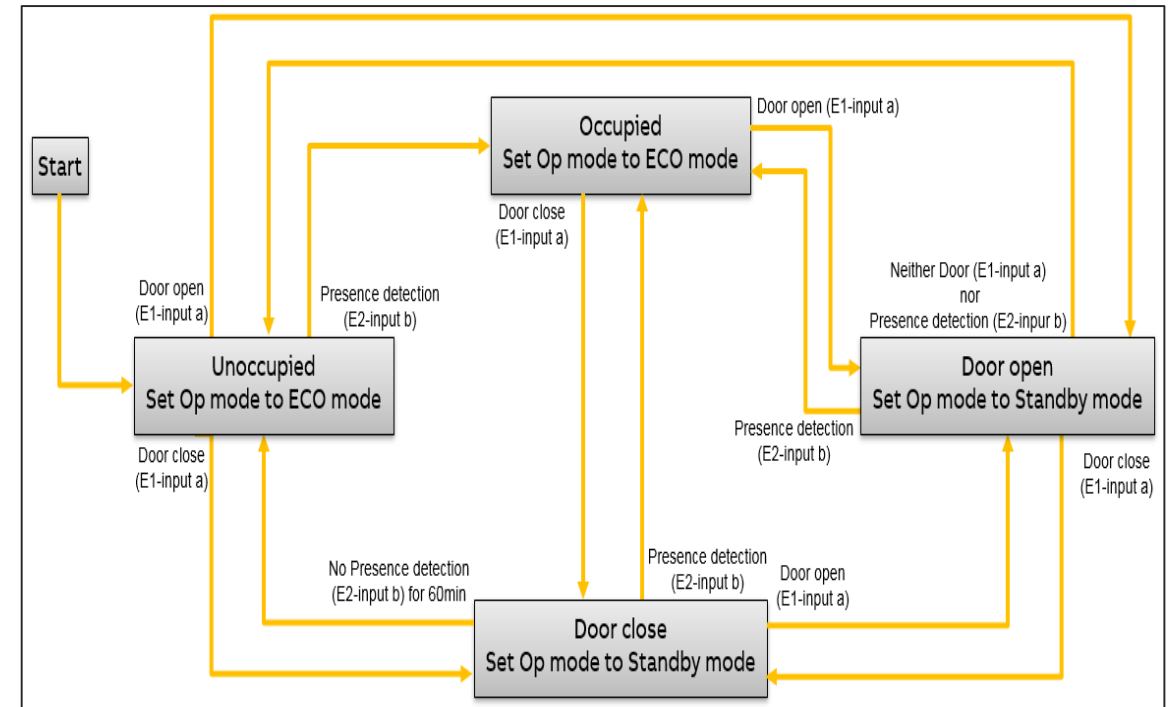 Start
Occupied
Set Op mode to ECO mode
Door open (E1-input a)
Door close
(E1-input a)
Neither Door (E1-input a)
nor
Presence detection (E2-inpur b)
Door open
(E1-input a)
Presence detection
(E2-input b)
Unoccupied
Set Op mode to ECO mode
Door open
Set Op mode to Standby mode
Presence detection
(E2-input b)
Door close
(E1-input a)
Door close
(E1-input a)
No Presence detection
(E2-input b) for 60min
Presence detection
(E2-input b)
Door open
(E1-input a)
Door close
Set Op mode to Standby mode